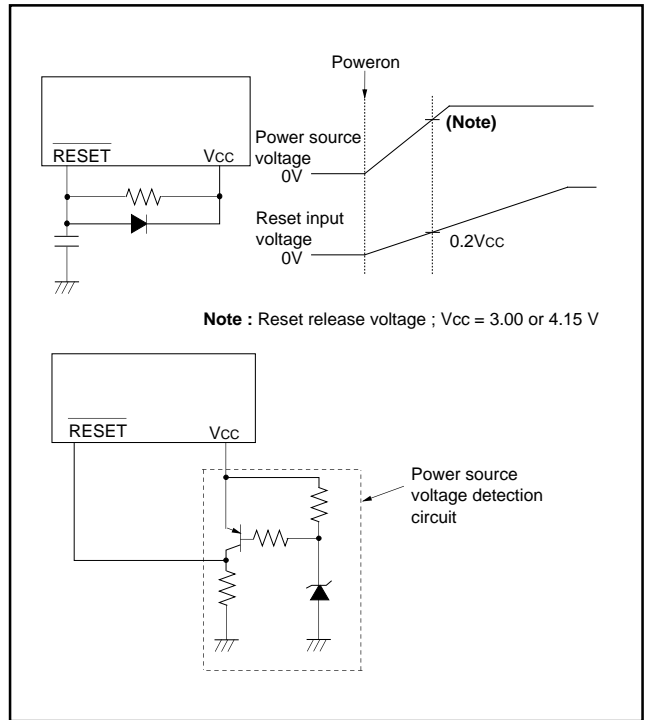 Poweron
(Note)
RESET
VCC
Power source
voltage
0V
Reset input
voltage
0V
0.2VCC
Note : Reset release voltage ; Vcc = 3.00 or 4.15 V
RESET
VCC
Power source
voltage detection
circuit